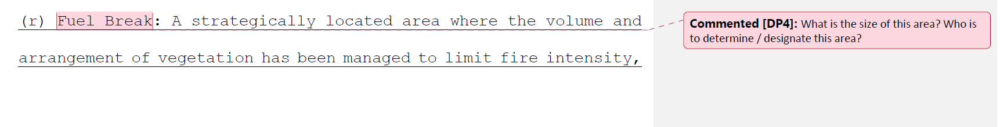 (r) Fuel Break: A strategically located area where the volume and
arrangement of vegetation has been managed to limit fire intensity,
Commented [DP4]: What is the size of this area? Who is
to determine / designate this area?